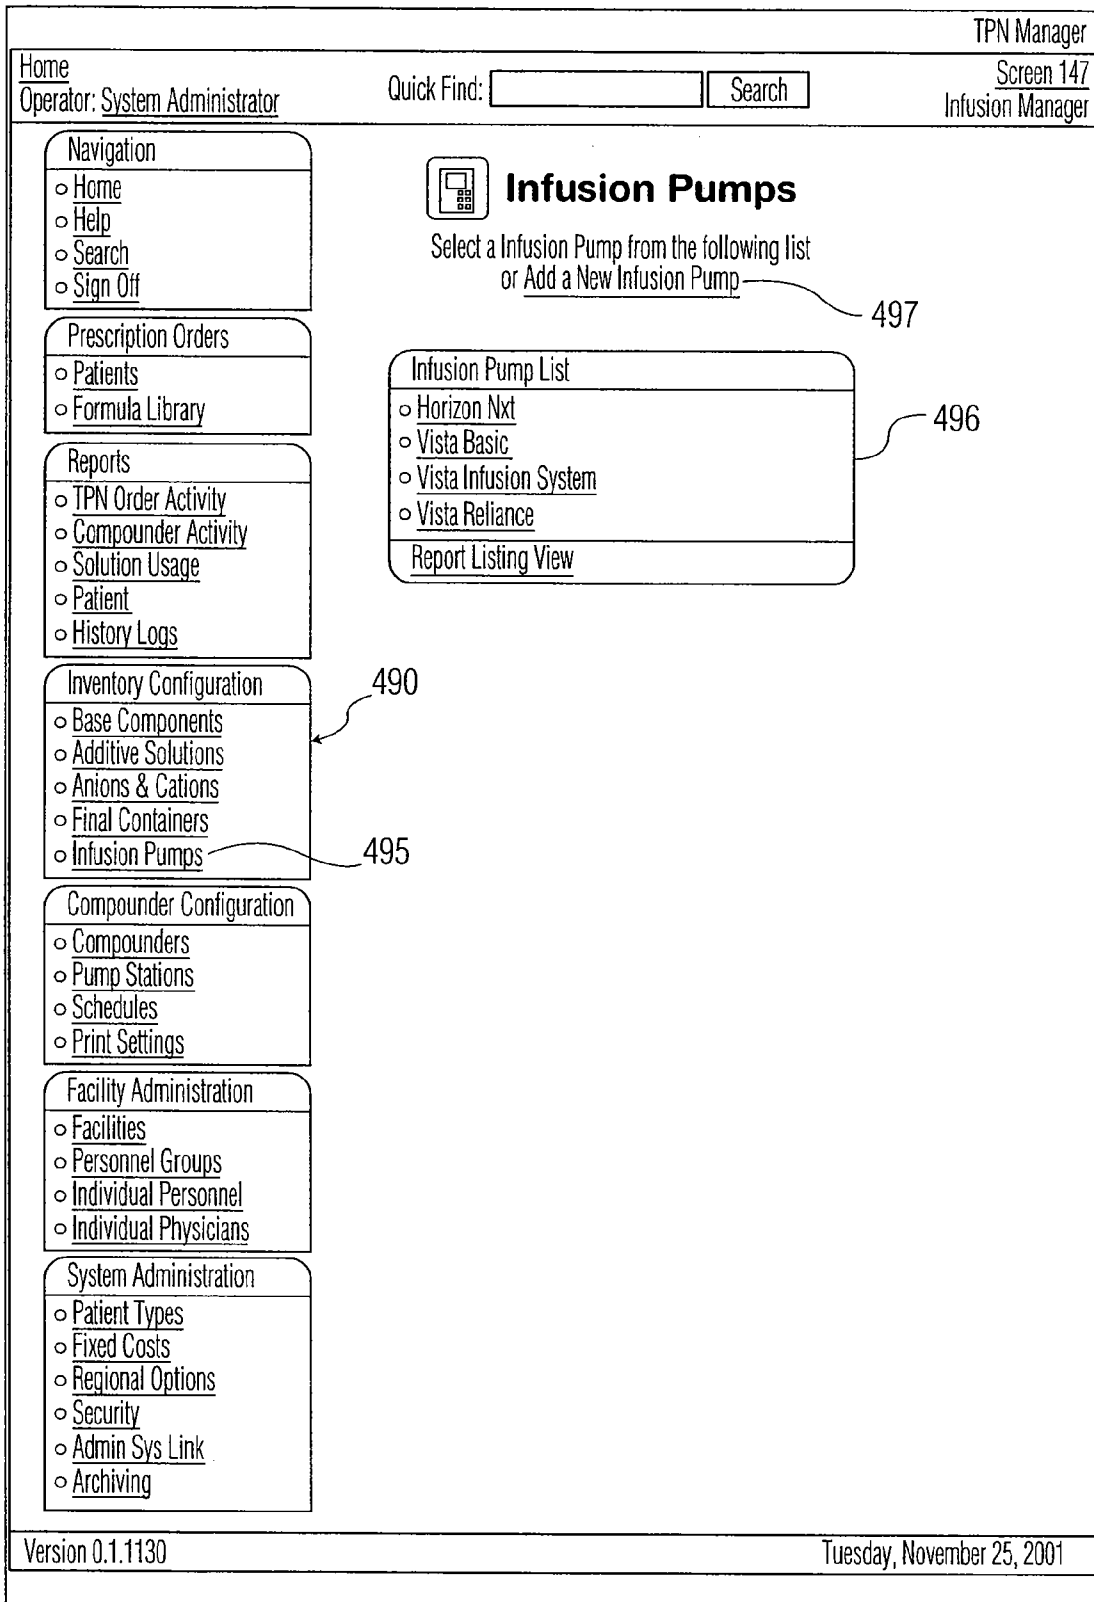 TPN Manager
Home
Operator: System Administrator
Quick Find:
Search
Screen 147
Infusion Manager
Navigation
Home
Help
Search
Sign Off
Prescription Orders
Patients
Formula Library
Reports
TPN Order Activity
Compounder Activity
Solution Usage
Patient
History Logs
Inventory Configuration
490
Base Components
Additive Solutions
Anions & Cations
Final Containers
Infusion Pumps
495
Compounder Configuration
Compounders
Pump Stations
Schedules
Print Settings
Facility Administration
Facilities
Personnel Groups
Individual Personnel
Individual Physicians
System Administration
Patient Types
Fixed Costs
Regional Options
Security
Admin Sys Link
Archiving
Infusion Pumps
Select a Infusion Pump from the following list
or Add a New Infusion Pump
497
Infusion Pump List
Horizon Nxt
Vista Basic
Vista Infusion System
Vista Reliance
Report Listing View
496
Version 0.1.1130
Tuesday, November 25, 2001